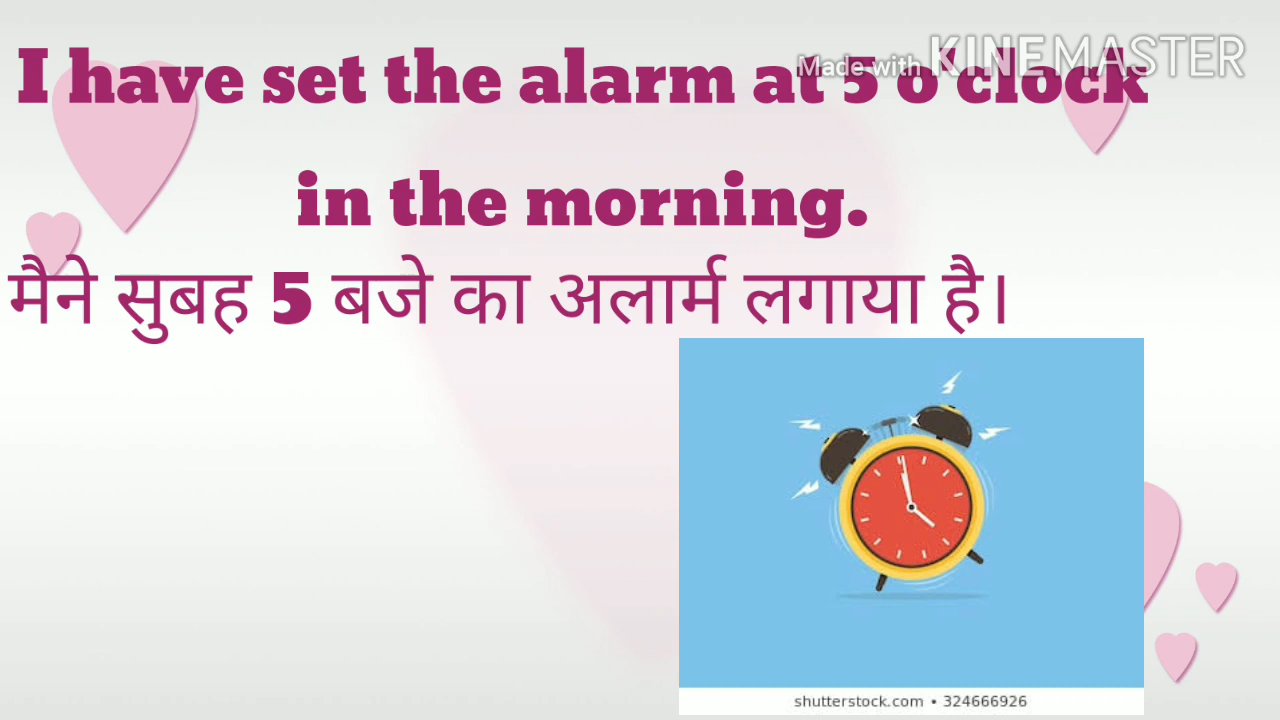 I have set the alarm at 5 o'clock
Made with KINEMASTER
in the morning.
मैने सुबह 5 बजे का अलार्म लगाया है।
shutterstock.com • 324666926